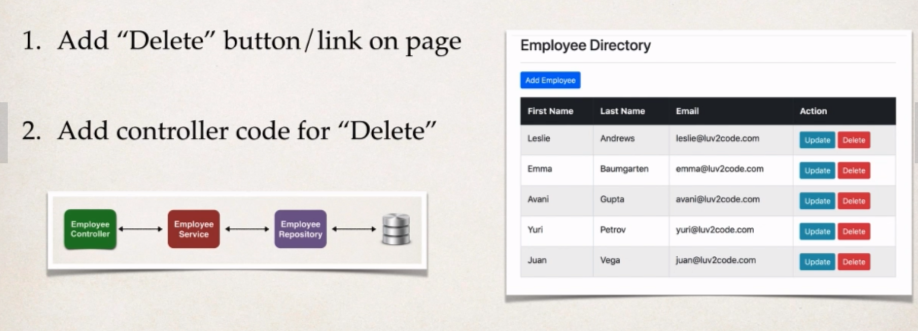 1. Add “Delete” button/link on page
2. Add controller code for “Delete”
Employee Controller
Employee Service
Employee Repository
Employee Directory
Add Employee
First Name Last Name Email Action
Leslie Andrews leslie@luv2code.com Update Delete
Emma Baumgarten emma@luv2code.com Update Delete
Avani Gupta avani@luv2code.com Update Delete
Yuri Petrov yuri@luv2code.com Update Delete
Juan Vega juan@luv2code.com Update Delete